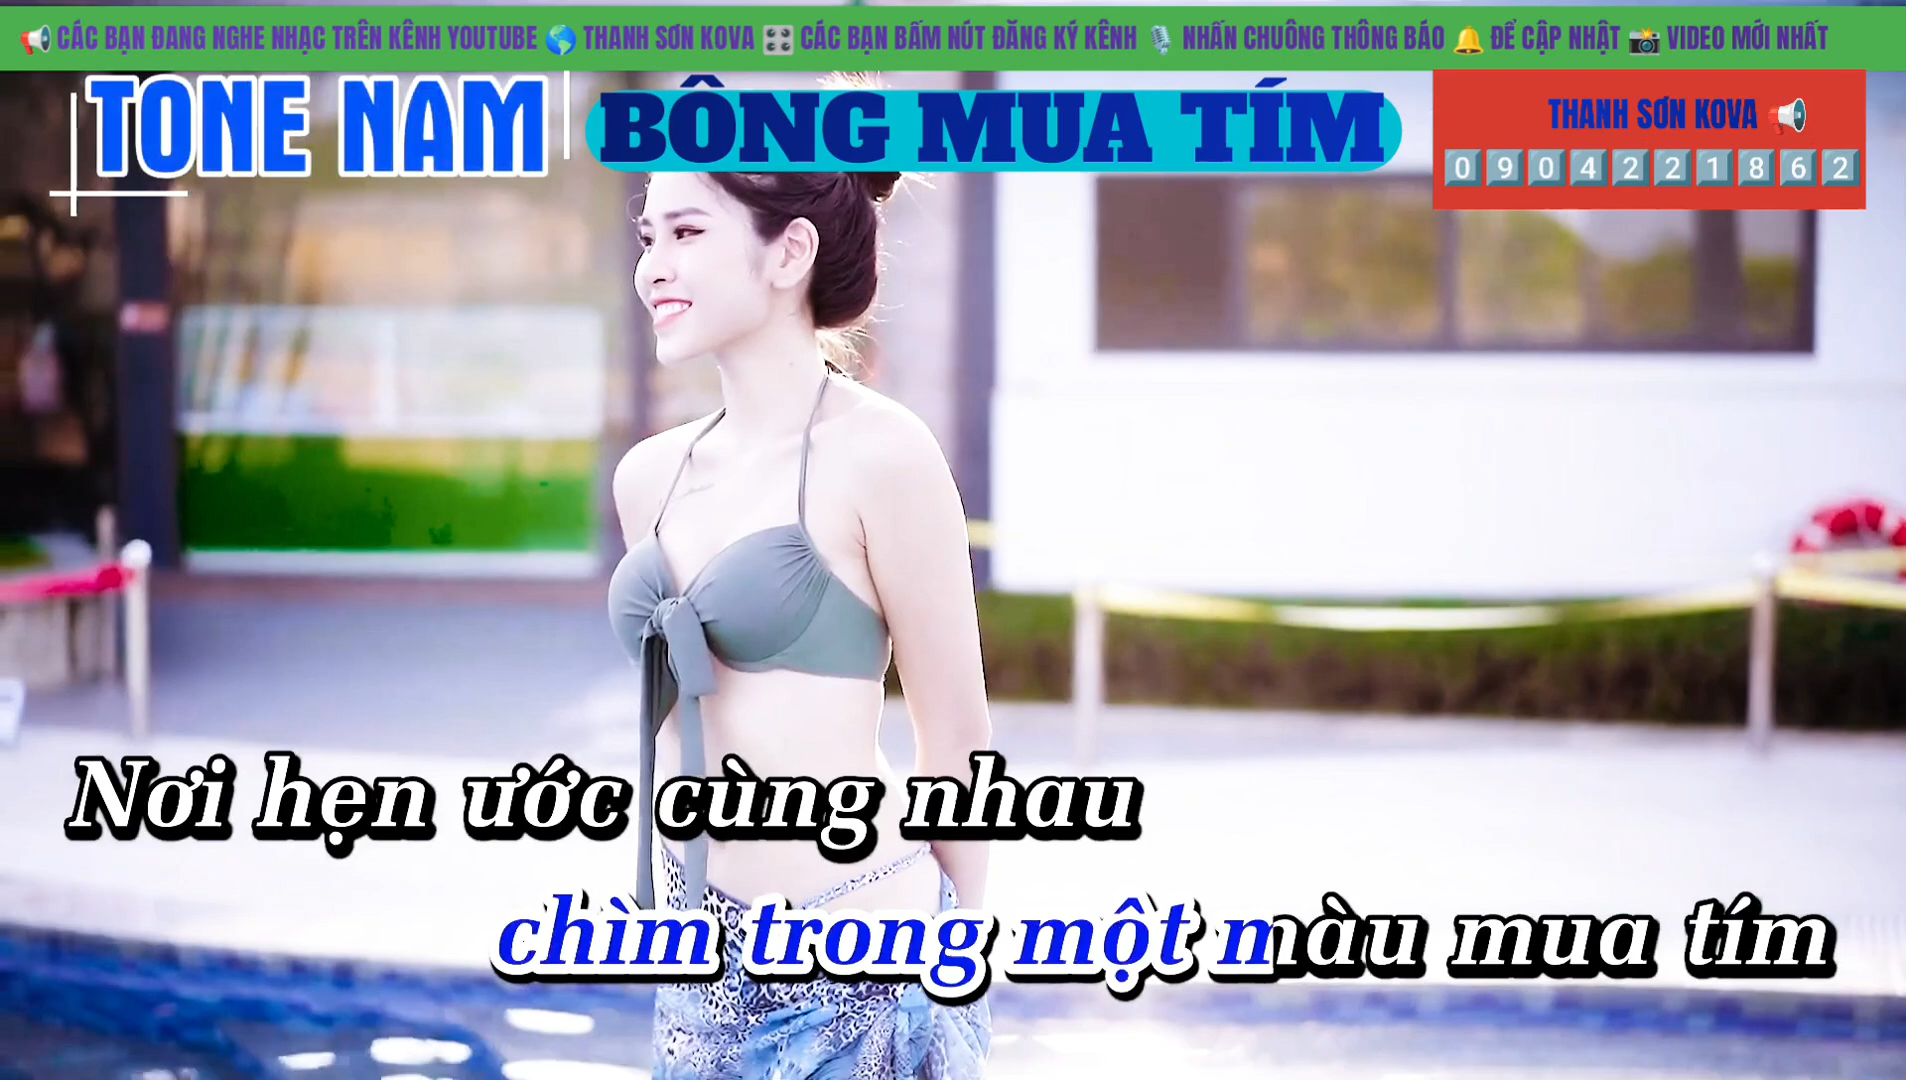 📢 CÁC BẠN ĐANG NGHE NHẠC TRÊN KÊNH YOUTUBE 🌎 THANH SƠN KOVA 🎛️ CÁC BẠN BẤM NÚT ĐĂNG KÝ KÊNH 🎙️ NHẤN CHUÔNG THÔNG BÁO 🔔 ĐỂ CẬP NHẬT 📸 VIDEO MỚI NHẤT
TONE NAM
BÔNG MUA TÍM
THANH SƠN KOVA 📢
0904221862
Nơi hẹn ước cùng nhau
chìm trong một màu mua tím